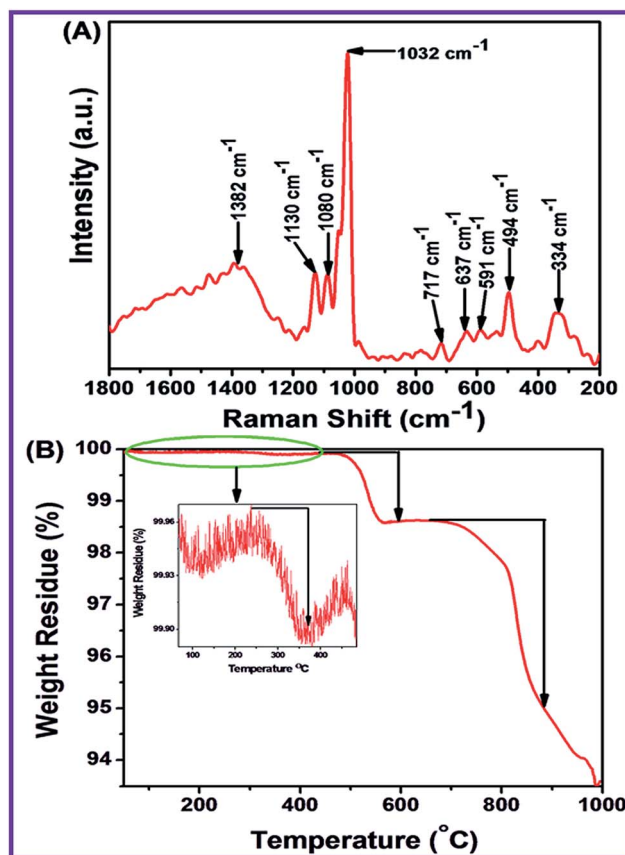 (A)
1032 cm-1
1382 cm-1
1130 cm-1
1080 cm-1
717 cm-1
637 cm-1
591 cm-1
494 cm-1
334 cm-1
Intensity (a.u.)
1800 1600 1400 1200 1000 800 600 400 200
Raman Shift (cm-1)
(B)
100
99
98
97
96
95
94
Weight Residue (%)
99.96
99.93
99.90
Weight Residue (%)
100 200 300 400
Temperature °C
200 400 600 800 1000
Temperature (°C)